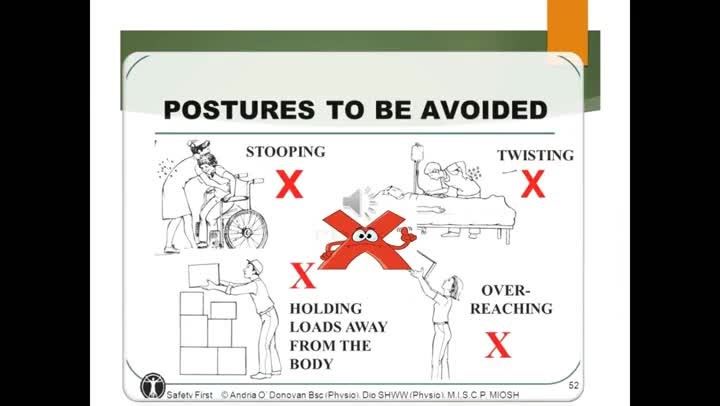 POSTURES TO BE AVOIDED
STOOPING
X
TWISTING
X
X
HOLDING
LOADS AWAY
FROM THE
BODY
OVER-
REACHING
X
52
Safety First © Andria O' Donovan Bsc (Physio), Dip SHWW (Physio), M.I.S.C.P, MIOSH